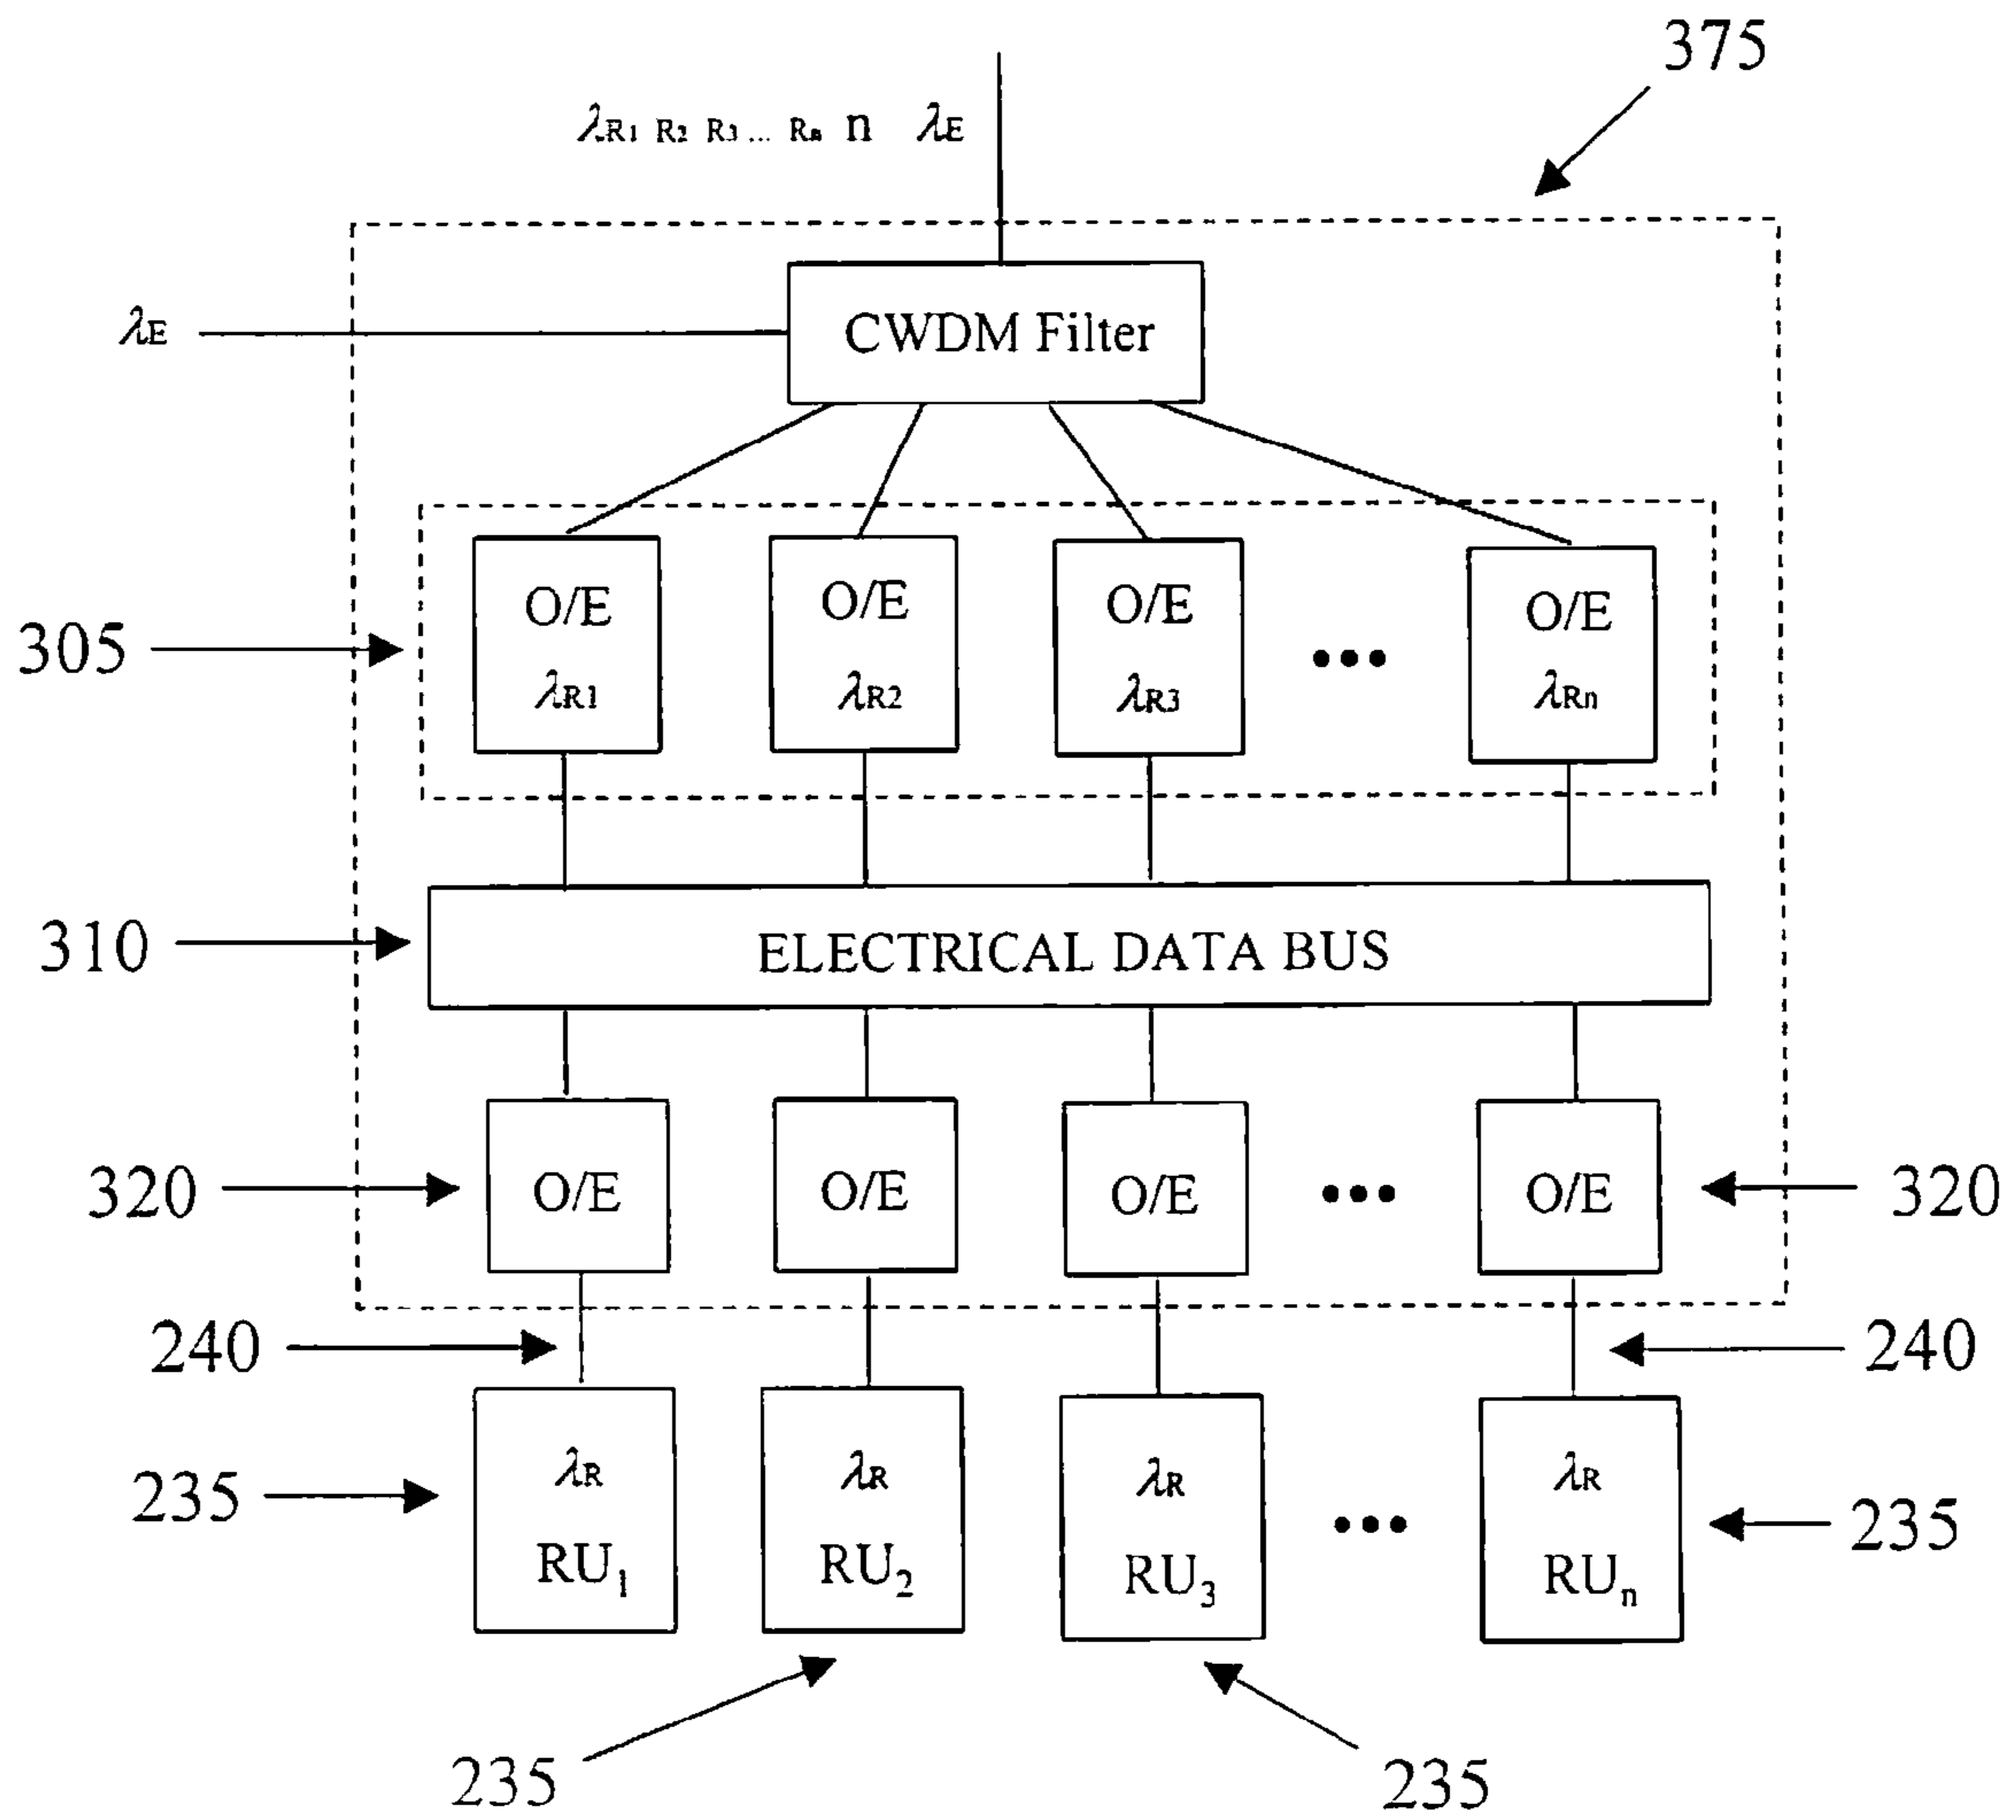 375
λR1 R2 R3 ... Rn n λE
λE
CWDM Filter
O/E
λR1
O/E
λR2
O/E
λR3
•••
O/E
λRn
305
310
ELECTRICAL DATA BUS
320
O/E
O/E
O/E
•••
O/E
320
240
240
235
λR
RU1
λR
RU2
λR
RU3
•••
λR
RUn
235
235
235